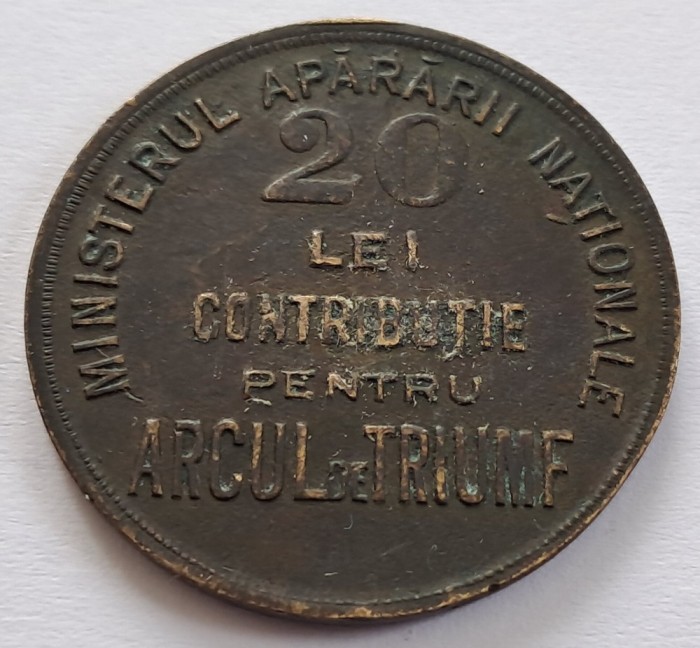 MINISTERUL APĂRĂRII NAȚIONALE
20
LEI
CONTRIBUȚIE
PENTRU
ARCUL DE TRIUMF